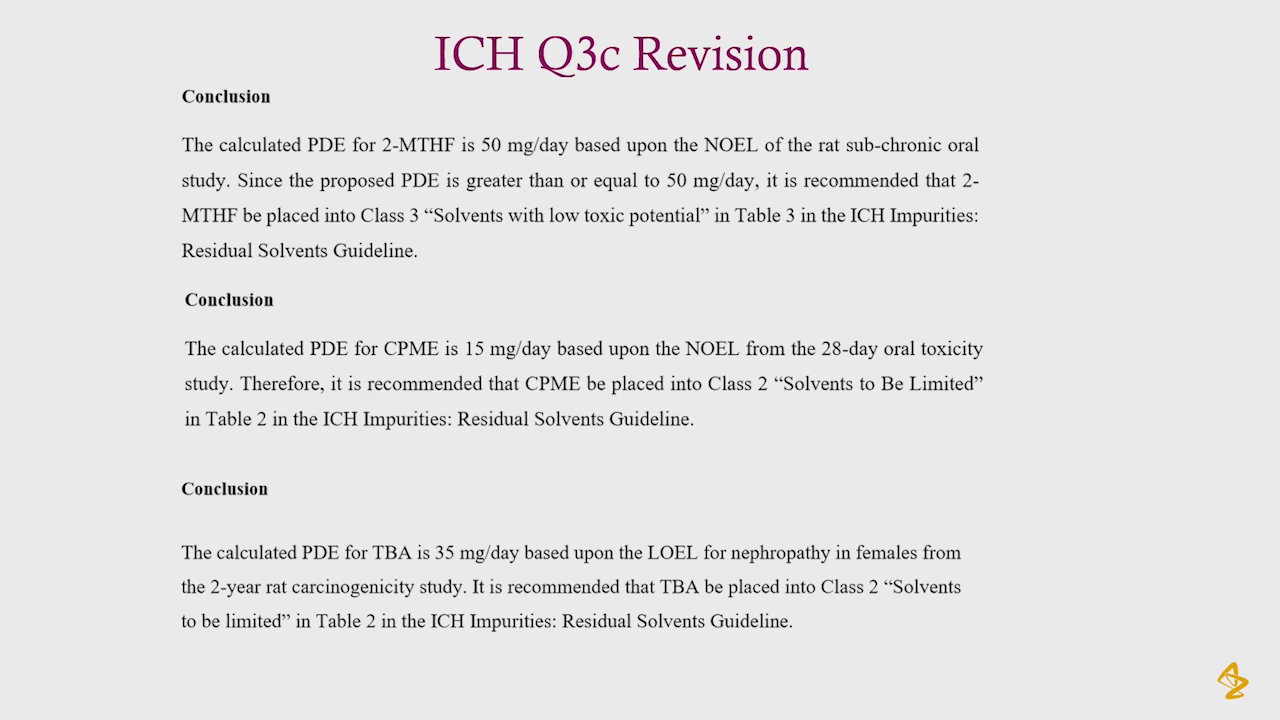 ICH Q3c Revision
Conclusion
The calculated PDE for 2-MTHF is 50 mg/day based upon the NOEL of the rat sub-chronic oral
study. Since the proposed PDE is greater than or equal to 50 mg/day, it is recommended that 2-
MTHF be placed into Class 3 “Solvents with low toxic potential” in Table 3 in the ICH Impurities:
Residual Solvents Guideline.
Conclusion
The calculated PDE for CPME is 15 mg/day based upon the NOEL from the 28-day oral toxicity
study. Therefore, it is recommended that CPME be placed into Class 2 “Solvents to Be Limited”
in Table 2 in the ICH Impurities: Residual Solvents Guideline.
Conclusion
The calculated PDE for TBA is 35 mg/day based upon the LOEL for nephropathy in females from
the 2-year rat carcinogenicity study. It is recommended that TBA be placed into Class 2 “Solvents
to be limited” in Table 2 in the ICH Impurities: Residual Solvents Guideline.